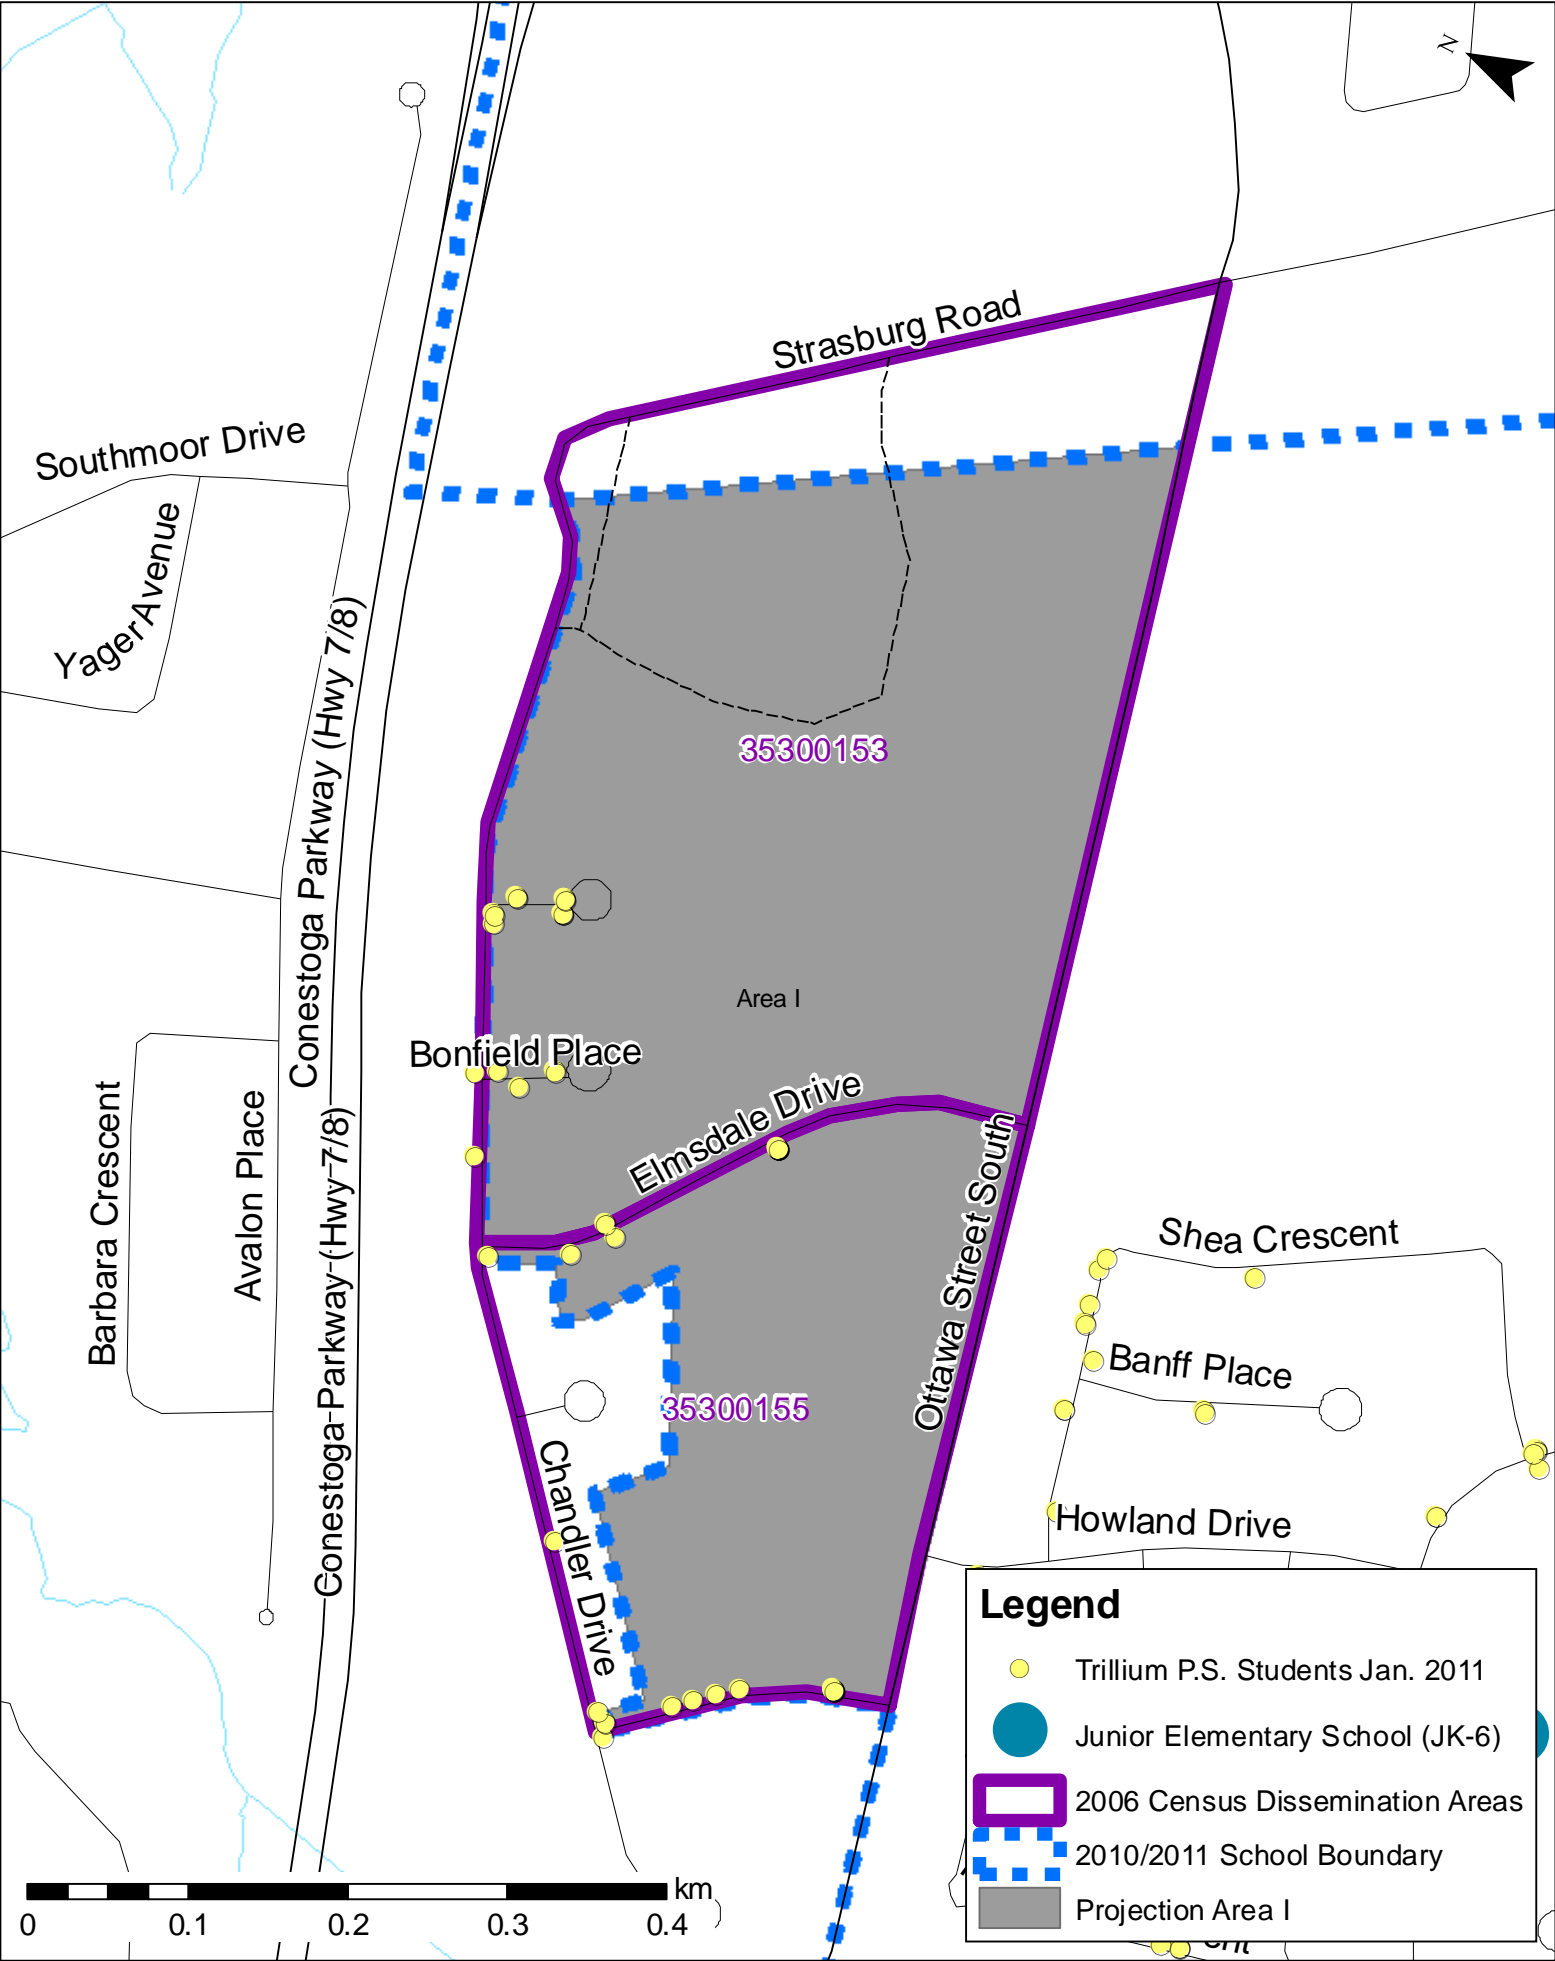 N
Strasburg Road
Southmoor Drive
Yager Avenue
Conestoga Parkway (Hwy 7/8)
35300153
Area I
Bonfield Place
Elmsdale Drive
Barbara Crescent
Avalon Place
Conestoga Parkway (Hwy 7/8)
Ottawa Street South
Shea Crescent
Banff Place
35300155
Chandler Drive
Howland Drive
Legend
Trillium P.S. Students Jan. 2011
Junior Elementary School (JK-6)
2006 Census Dissemination Areas
2010/2011 School Boundary
Projection Area I
km
0 0.1 0.2 0.3 0.4